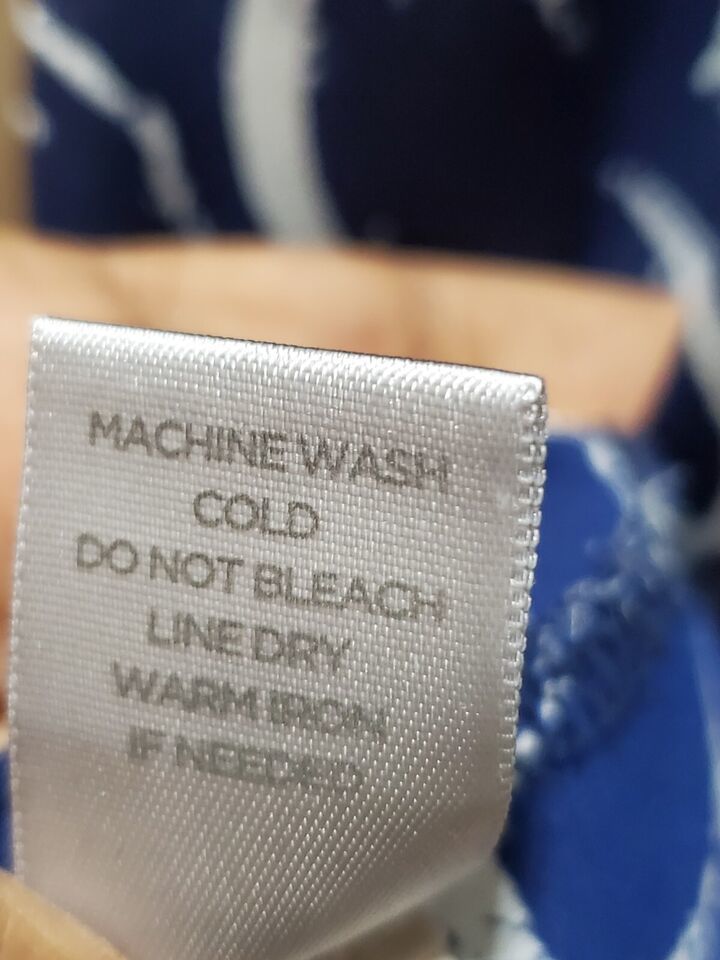 MACHINE WASH
COLD
DO NOT BLEACH
LINE DRY
WARM IRON
IF NEEDED